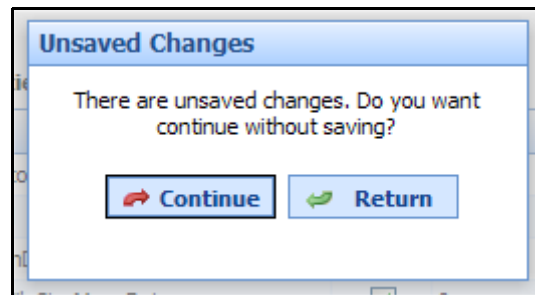 Unsaved Changes
There are unsaved changes. Do you want
continue without saving?
Continue
Return